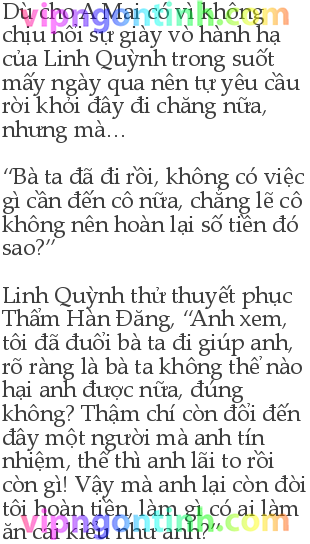 Dù cho A Mai có vì không
vipngontinh.com
chịu nổi sự giày vò hành hạ
của Linh Quỳnh trong suốt
mấy ngày qua nên tự yêu cầu
rời khỏi đây đi chăng nữa,
nhưng mà...
“Bà ta đã đi rồi, không có việc
gì cần đến cô nữa, chẳng lẽ cô
không nên hoàn lại số tiền đó
sao?”
Linh Quỳnh thử thuyết phục
Thẩm Hàn Đăng, “Anh xem,
tôi đã đuổi bà ta đi giúp anh,
rõ ràng là bà ta không thể nào
hại anh được nữa, đúng
không? Thậm chí còn đổi đến
đây một người mà anh tín
nhiệm, thế thì anh lãi to rồi
còn gì! Vậy mà anh lại còn đòi
tôi hoàn tiền, làm gì có ai làm
vipngontinh.com
ăn cái kiểu như anh?”